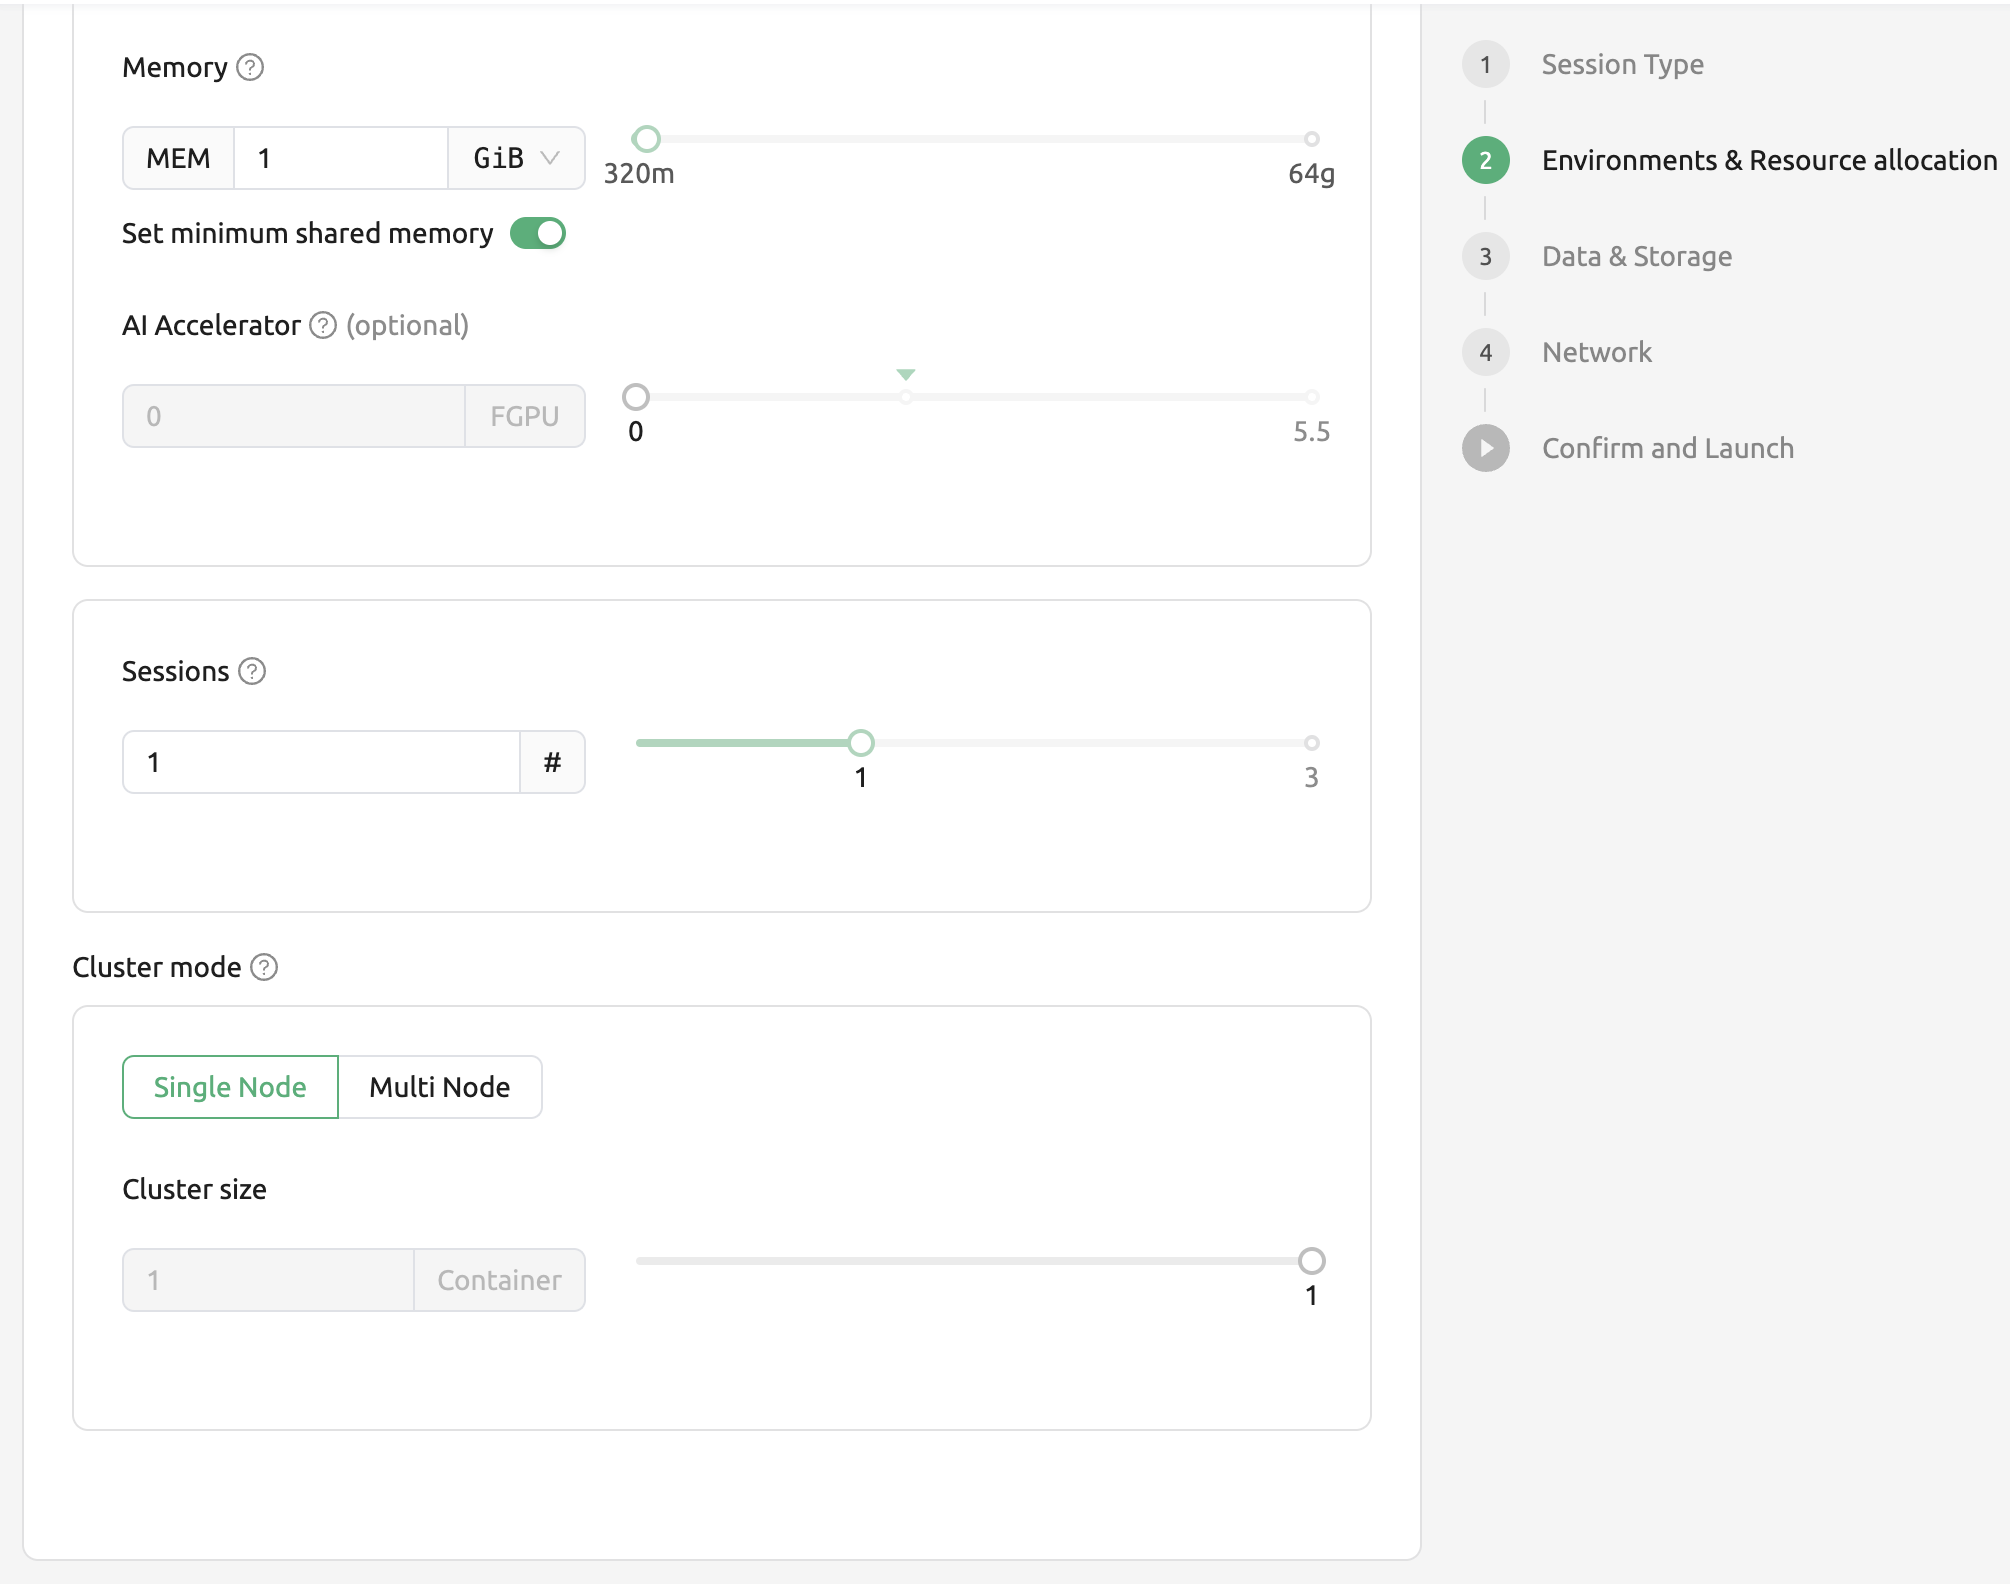 Memory ?
MEM 1 GiB
320m 64g
Set minimum shared memory
AI Accelerator ? (optional)
0 FGPU
0 5.5
Sessions ?
1 #
1 3
Cluster mode ?
Single Node Multi Node
Cluster size
1 Container
1
1 Session Type
2 Environments & Resource allocation
3 Data & Storage
4 Network
Confirm and Launch